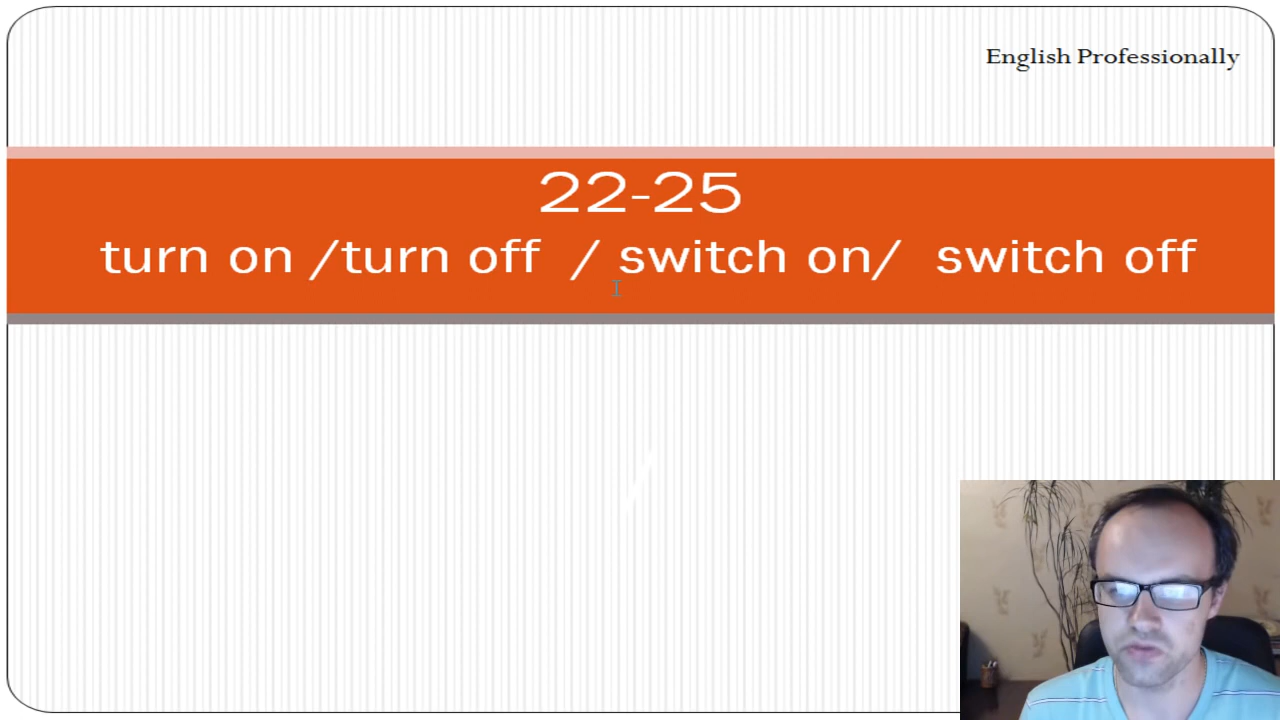 English Professionally
22-25
turn on /turn off / switch on/ switch off
/